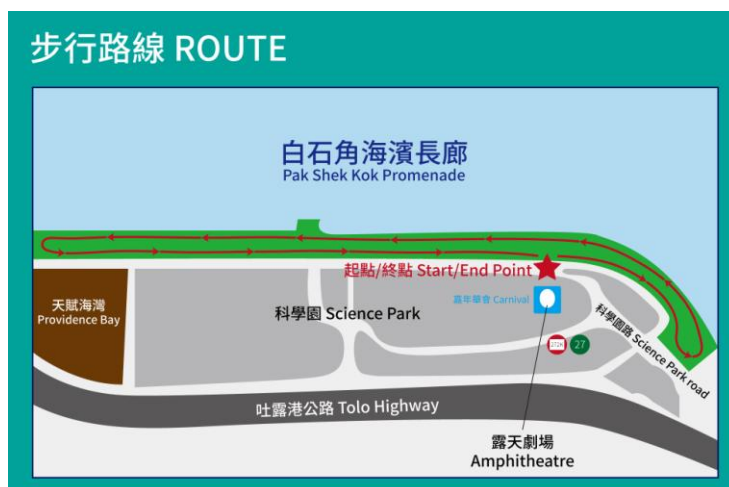 步行路線 ROUTE
白石角海濱長廊
Pak Shek Kok Promenade
起點/終點 Start/End Point
天賦海灣
Providence Bay
科學園 Science Park
嘉年華會 Carnival
科學園路 Science Park road
272K
27
吐露港公路 Tolo Highway
露天劇場
Amphitheatre